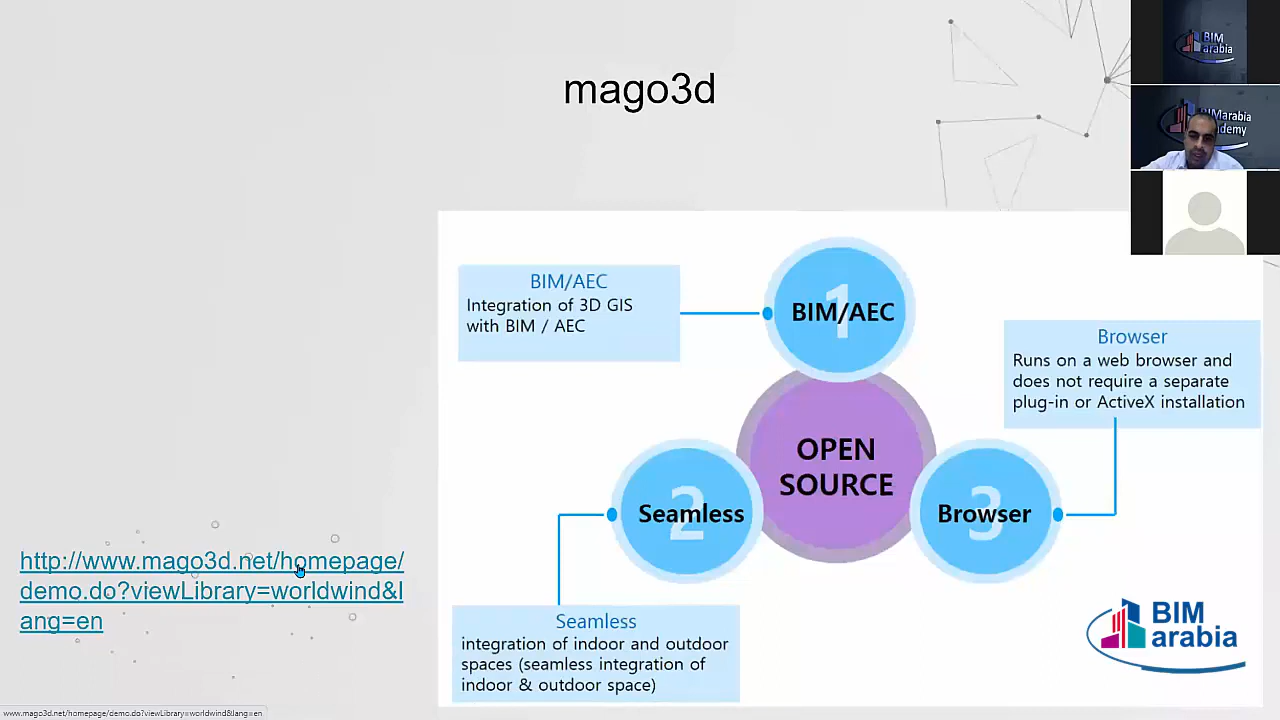 mago3d
BIM
arabia
BIMarabia
BIM/AEC
Integration of 3D GIS
with BIM / AEC
1
BIM/AEC
Browser
Runs on a web browser and
does not require a separate
plug-in or ActiveX installation
OPEN
SOURCE
2
Seamless
3
Browser
http://www.mago3d.net/homepage/
demo.do?viewLibrary=worldwind&l
ang=en
Seamless
integration of indoor and outdoor
spaces (seamless integration of
indoor & outdoor space)
BIM
arabia
www.mago3d.net/homepage/demo.do?viewLibrary=worldwind&lang=en